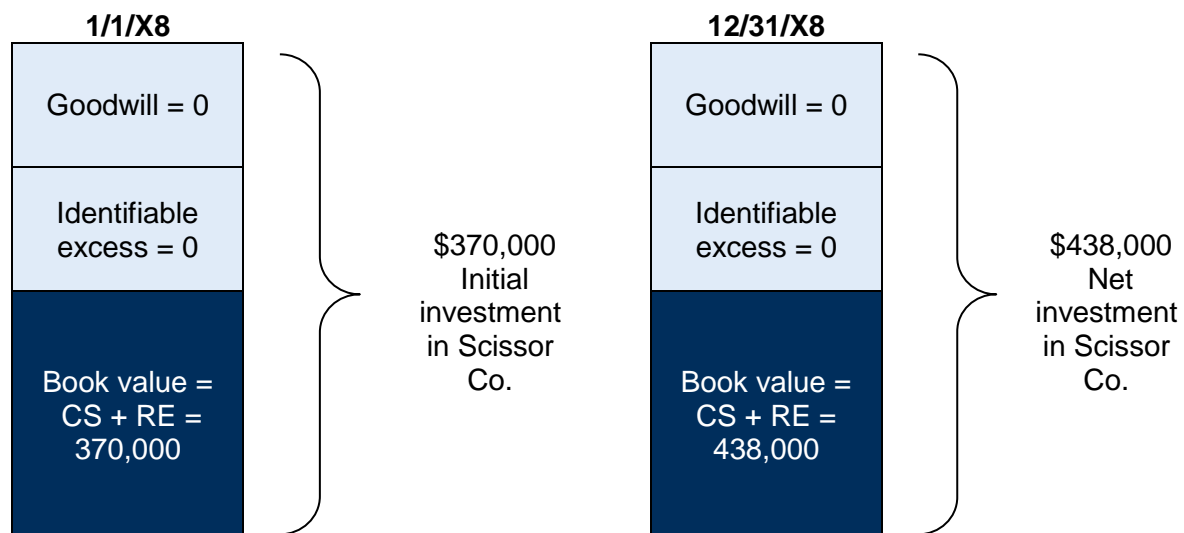 1/1/X8
Goodwill = 0
Identifiable
excess = 0
Book value =
CS + RE =
370,000
$370,000
Initial
investment
in Scissor
Co.
12/31/X8
Goodwill = 0
Identifiable
excess = 0
Book value =
CS + RE =
438,000
$438,000
Net
investment
in Scissor
Co.